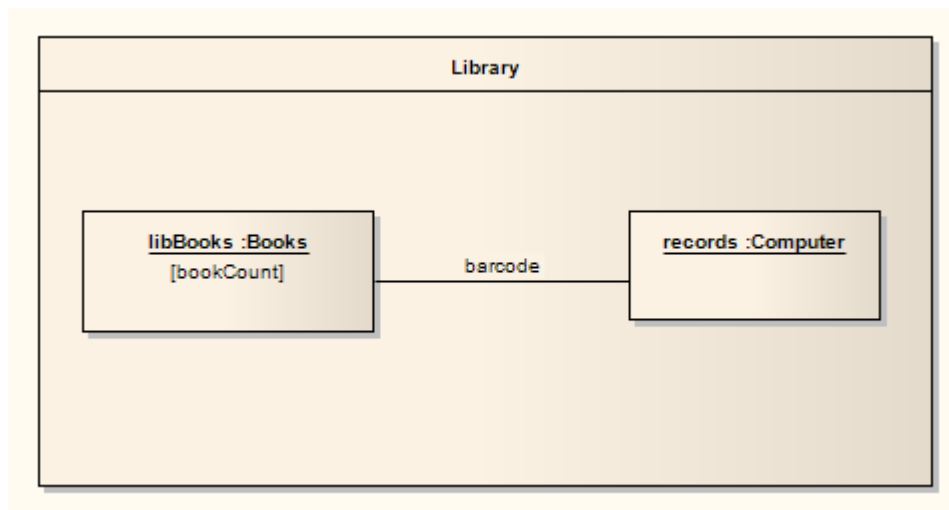 Library
libBooks :Books
[bookCount]
barcode
records :Computer